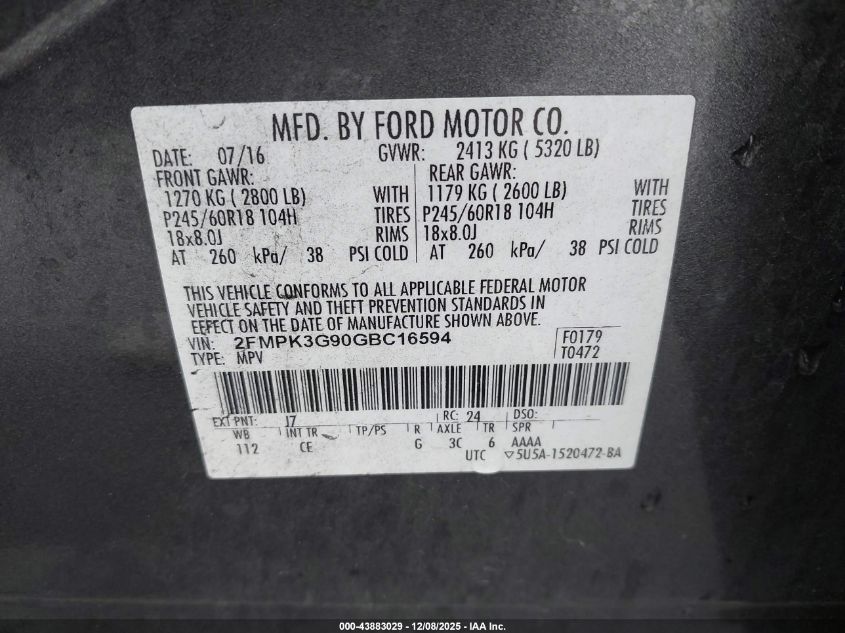 MFD. BY FORD MOTOR CO.
DATE: 07/16 GVWR: 2413 KG ( 5320 LB)
FRONT GAWR: REAR GAWR:
1270 KG ( 2800 LB) WITH 1179 KG ( 2600 LB) WITH
P245/60R18 104H TIRES P245/60R18 104H TIRES
18x8.0J RIMS 18x8.0J RIMS
AT 260 kPa/ 38 PSI COLD AT 260 kPa/ 38 PSI COLD
THIS VEHICLE CONFORMS TO ALL APPLICABLE FEDERAL MOTOR
VEHICLE SAFETY AND THEFT PREVENTION STANDARDS IN
EFFECT ON THE DATE OF MANUFACTURE SHOWN ABOVE.
VIN: 2FMPK3G90GBC16594 F0179
TYPE: MPV T0472
EXT PNT: J7 RC: 24 DSO:
WB INT TR TP/PS R AXLE TR SPR
112 CE G 3C 6 AAAA
UTC ▽5U5A-1520472-BA
000-43883029 - 12/08/2025 - IAA Inc.